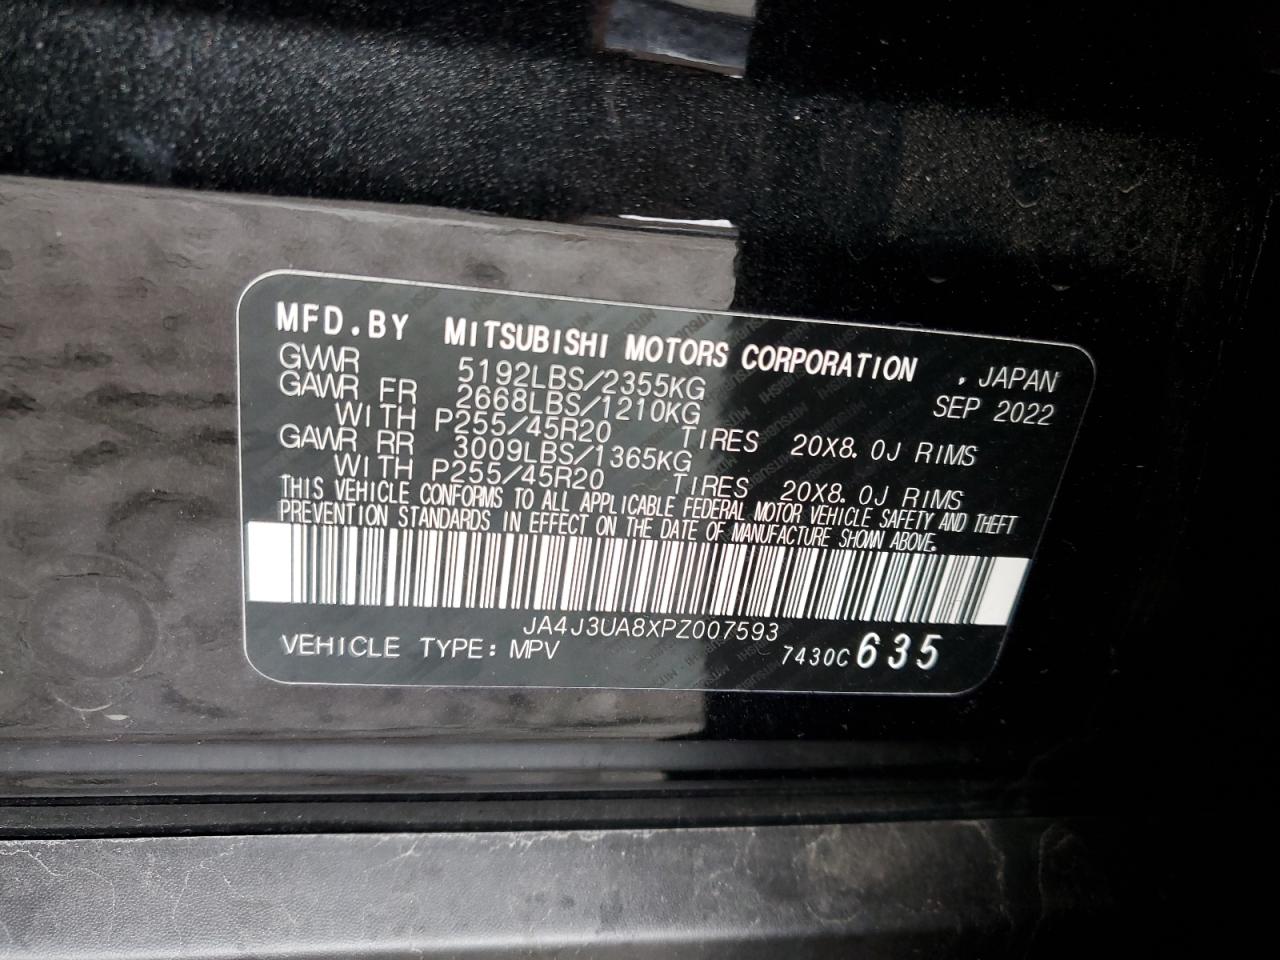 MFD.BY MITSUBISHI MOTORS CORPORATION , JAPAN
GVWR 5192LBS/2355KG SEP 2022
GAWR FR 2668LBS/1210KG
WITH P255/45R20 TIRES 20X8.0J RIMS
GAWR RR 3009LBS/1365KG
WITH P255/45R20 TIRES 20X8.0J RIMS
THIS VEHICLE CONFORMS TO ALL APPLICABLE FEDERAL MOTOR VEHICLE SAFETY AND THEFT
PREVENTION STANDARDS IN EFFECT ON THE DATE OF MANUFACTURE SHOWN ABOVE.
JA4J3UA8XPZ007593
VEHICLE TYPE: MPV 7430C 635